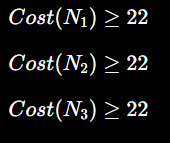 Cost(N₁) ≥ 22
Cost(N₂) ≥ 22
Cost(N₃) ≥ 22